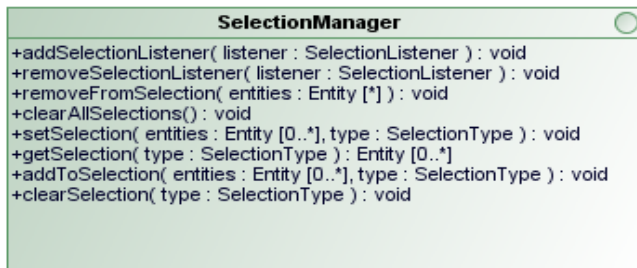 SelectionManager
+addSelectionListener( listener : SelectionListener ) : void
+removeSelectionListener( listener : SelectionListener ) : void
+removeFromSelection( entities : Entity [*] ) : void
+clearAllSelections() : void
+setSelection( entities : Entity [0..*], type : SelectionType ) : void
+getSelection( type : SelectionType ) : Entity [0..*]
+addToSelection( entities : Entity [0..*], type : SelectionType ) : void
+clearSelection( type : SelectionType ) : void